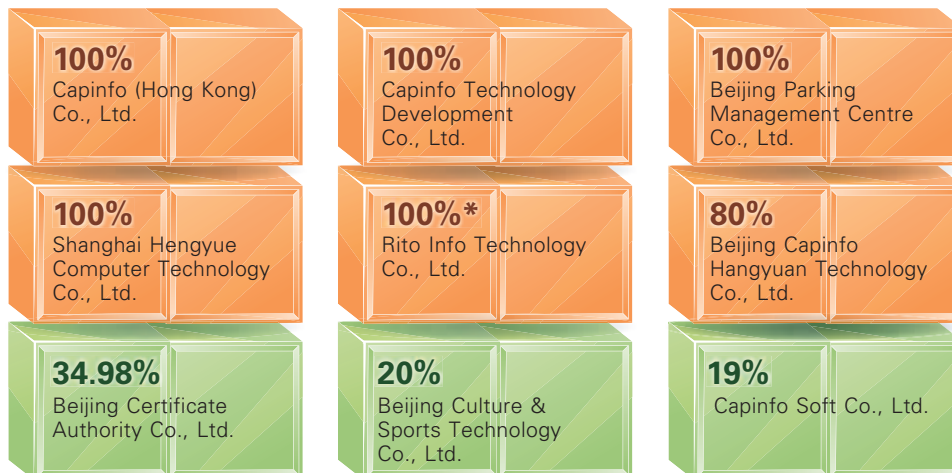 100%
Capinfo (Hong Kong)
Co., Ltd.
100%
Capinfo Technology
Development
Co., Ltd.
100%
Beijing Parking
Management Centre
Co., Ltd.
100%
Shanghai Hengyue
Computer Technology
Co., Ltd.
100%*
Rito Info Technology
Co., Ltd.
80%
Beijing Capinfo
Hangyuan Technology
Co., Ltd.
34.98%
Beijing Certificate
Authority Co., Ltd.
20%
Beijing Culture &
Sports Technology
Co., Ltd.
19%
Capinfo Soft Co., Ltd.